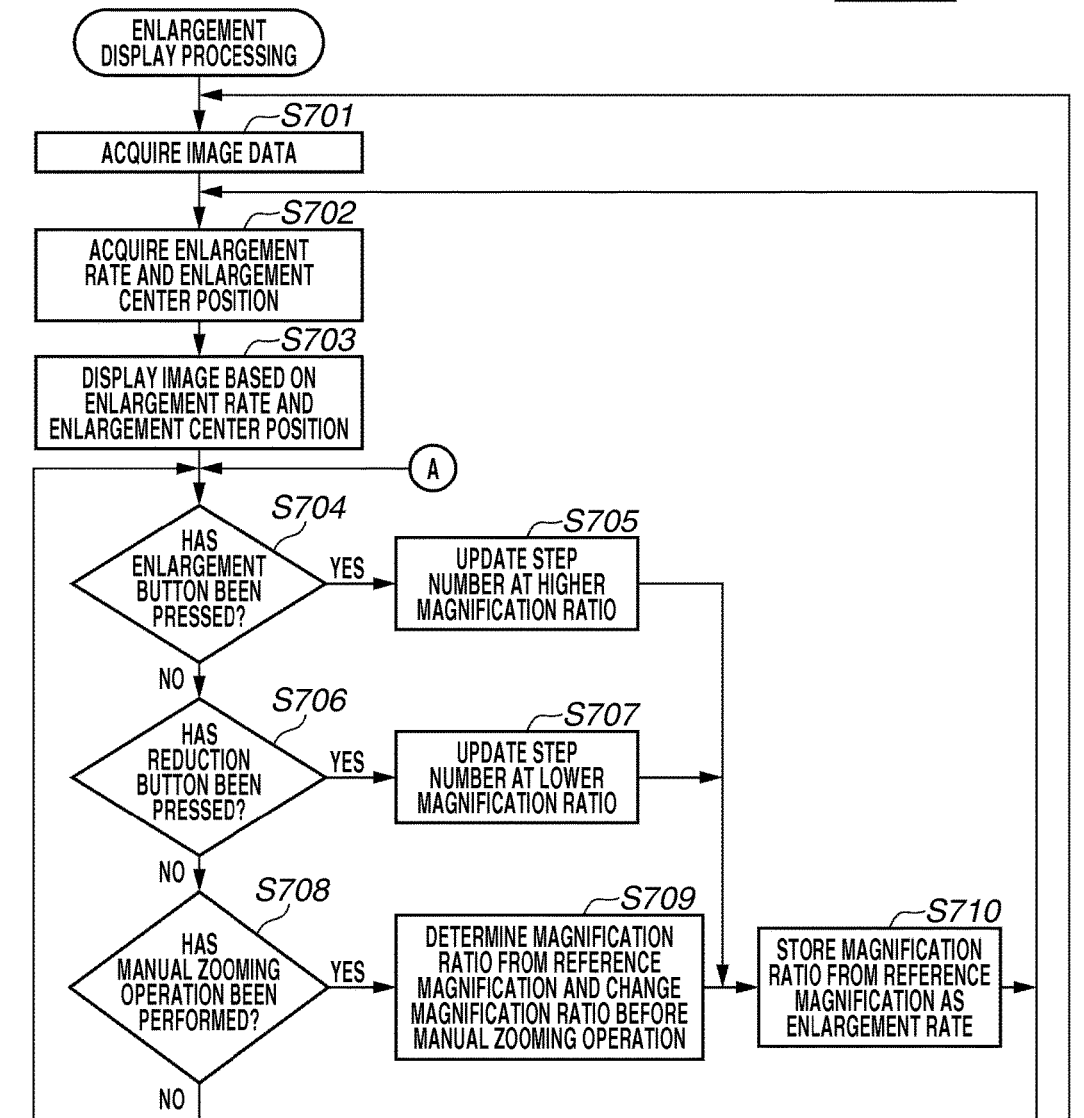 ENLARGEMENT
DISPLAY PROCESSING
S701
ACQUIRE IMAGE DATA
S702
ACQUIRE ENLARGEMENT
RATE AND ENLARGEMENT
CENTER POSITION
S703
DISPLAY IMAGE BASED ON
ENLARGEMENT RATE AND
ENLARGEMENT CENTER POSITION
A
S704
HAS
ENLARGEMENT
BUTTON BEEN
PRESSED?
YES
S705
UPDATE STEP
NUMBER AT HIGHER
MAGNIFICATION RATIO
NO
S706
HAS
REDUCTION
BUTTON BEEN
PRESSED?
YES
S707
UPDATE STEP
NUMBER AT LOWER
MAGNIFICATION RATIO
NO
S708
HAS
MANUAL ZOOMING
OPERATION BEEN
PERFORMED?
YES
S709
DETERMINE MAGNIFICATION
RATIO FROM REFERENCE
MAGNIFICATION AND CHANGE
MAGNIFICATION RATIO BEFORE
MANUAL ZOOMING OPERATION
S710
STORE MAGNIFICATION
RATIO FROM REFERENCE
MAGNIFICATION AS
ENLARGEMENT RATE
NO